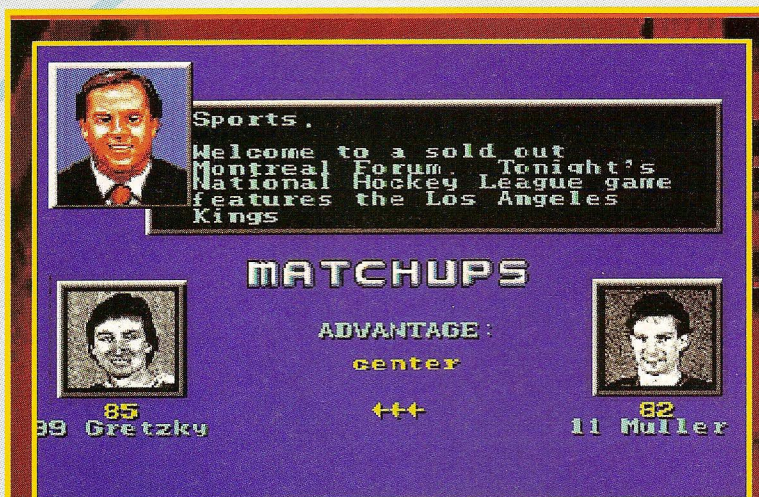 Sports.
Welcome to a sold out
Montreal Forum. Tonight's
National Hockey League game
features the Los Angeles
Kings
MATCHUPS
ADVANTAGE:
center
85
99 Gretzky
82
11 Muller